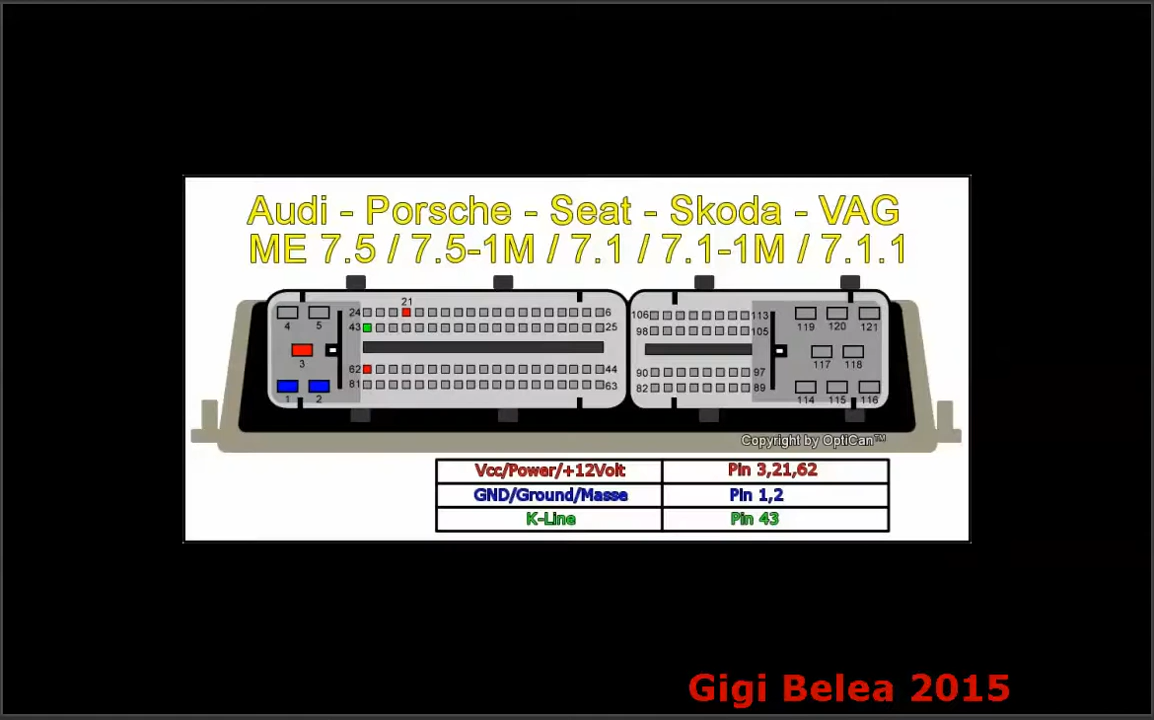 Audi - Porsche - Seat - Skoda - VAG
ME 7.5 / 7.5-1M / 7.1 / 7.1-1M / 7.1.1
21
24 6
43 25
62 44
81 63
4 5
3
1 2
106 113
98 105
90 97
82 89
119 120 121
117 118
114 115 116
Copyright by OptiCan™
Vcc/Power/+12Volt Pin 3,21,62
GND/Ground/Masse Pin 1,2
K-Line Pin 43
Gigi Belea 2015